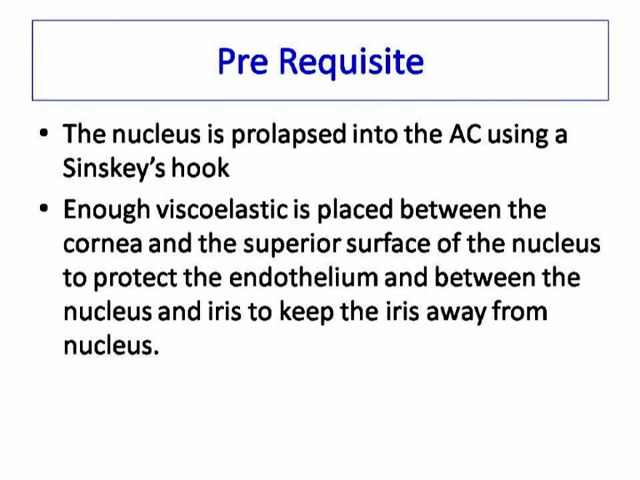 Pre Requisite
• The nucleus is prolapsed into the AC using a
Sinskey's hook
• Enough viscoelastic is placed between the
cornea and the superior surface of the nucleus
to protect the endothelium and between the
nucleus and iris to keep the iris away from
nucleus.